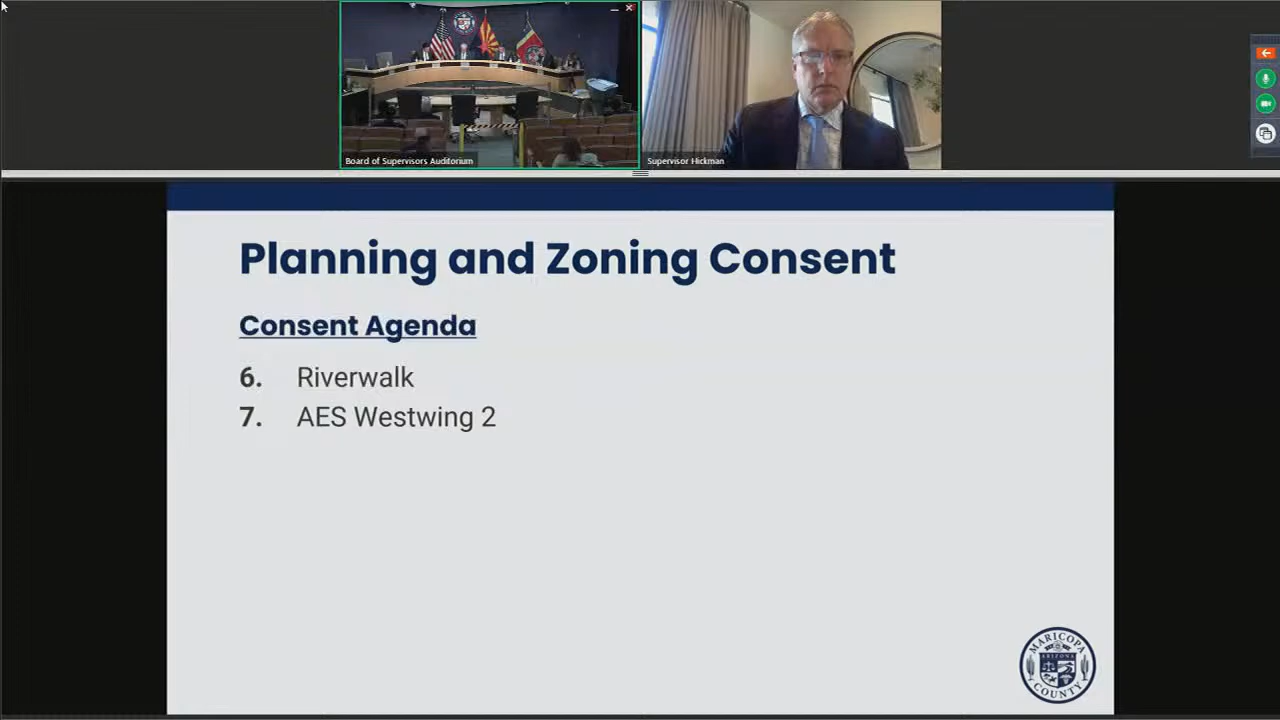 Board of Supervisors Auditorium
Supervisor Hickman
Planning and Zoning Consent
Consent Agenda
6. Riverwalk
7. AES Westwing 2
MARICOPA
ARIZONA
COUNTY